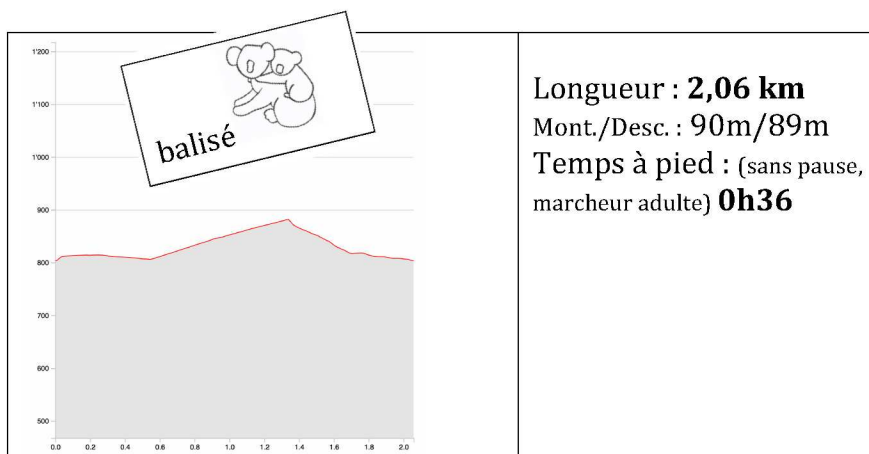 balisé
1'200
1'100
1'000
900
800
700
600
500
0.0 0.2 0.4 0.6 0.8 1.0 1.2 1.4 1.6 1.8 2.0
Longueur : 2,06 km
Mont./Desc. : 90m/89m
Temps à pied : (sans pause,
marcheur adulte) 0h36